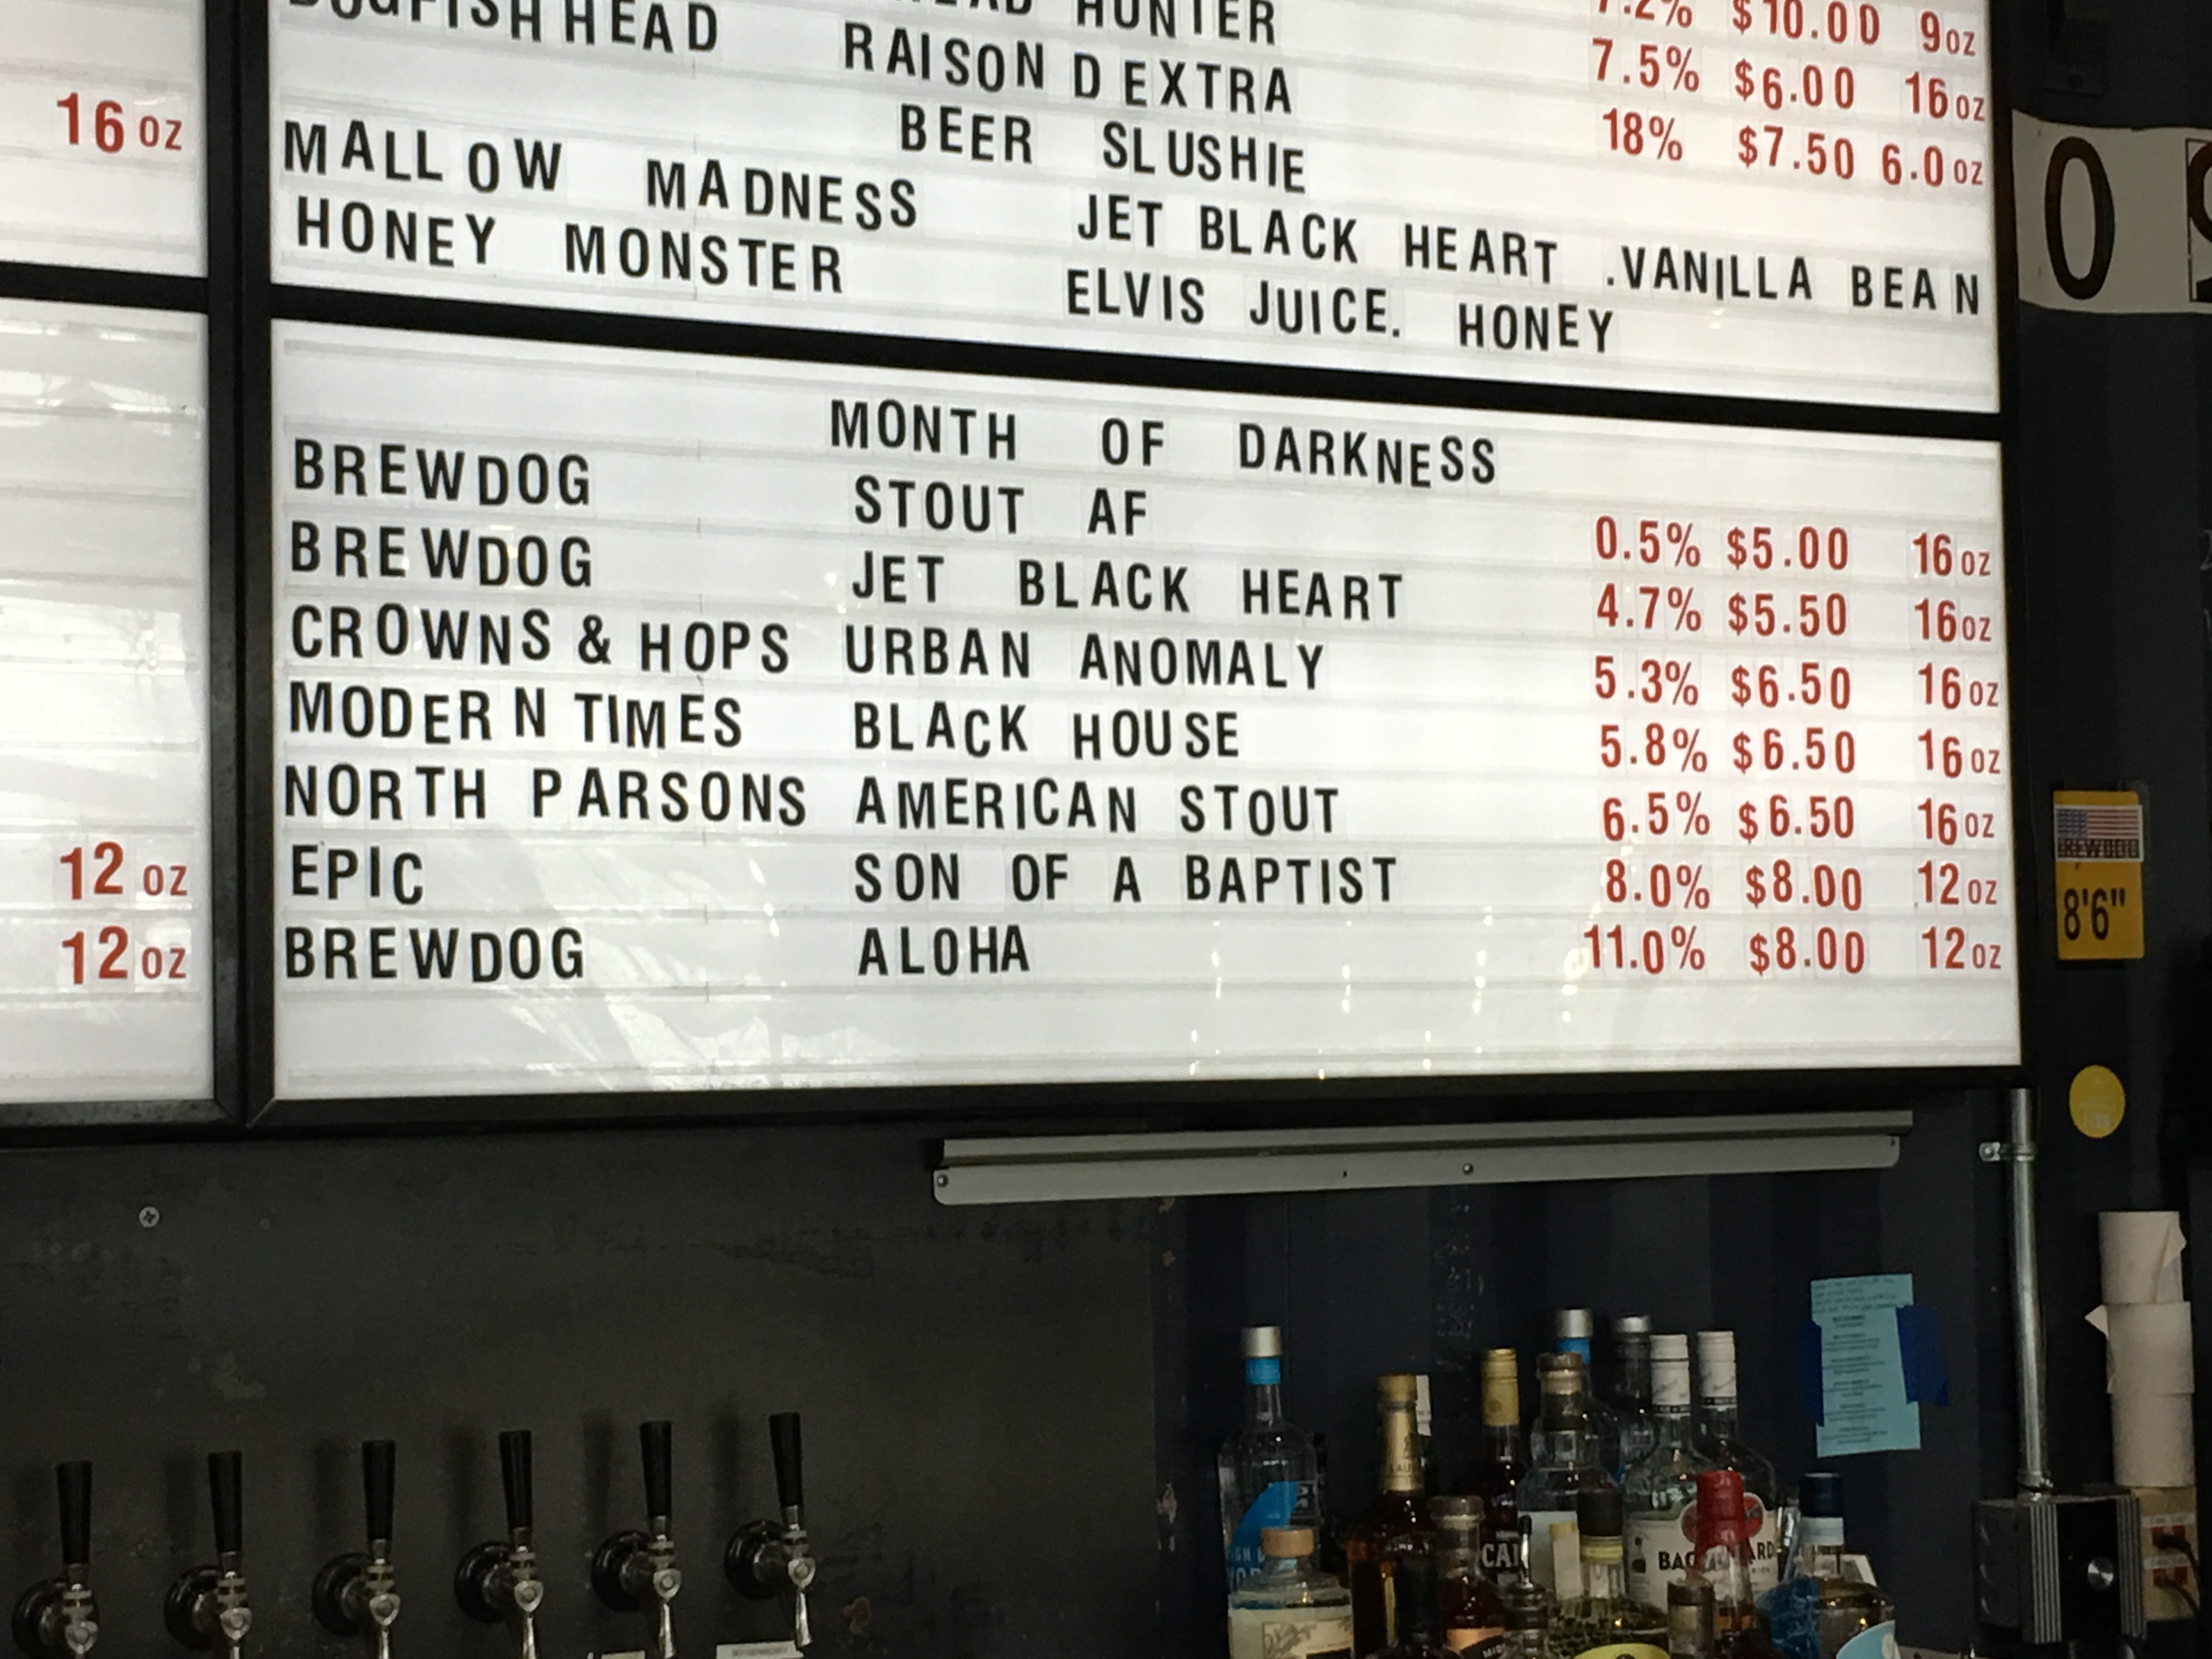 $10.00 9oz
HUNTER 7.5% $6.00 16oz
DOGFISH HEAD RAISON D EXTRA 18% $7.50 6.0oz
BEER SLUSHIE
MALLOW MADNESS JET BLACK HEART .VANILLA BEAN
HONEY MONSTER ELVIS JUICE. HONEY
16 oz
MONTH OF DARKNESS
BREWDOG STOUT AF 0.5% $5.00 16oz
BREWDOG JET BLACK HEART 4.7% $5.50 16oz
CROWNS & HOPS URBAN ANOMALY 5.3% $6.50 16oz
MODERN TIMES BLACK HOUSE 5.8% $6.50 16oz
NORTH PARSONS AMERICAN STOUT 6.5% $6.50 16oz
EPIC SON OF A BAPTIST 8.0% $8.00 12oz
BREWDOG ALOHA 11.0% $8.00 12oz
12 oz
12 oz
BREWDOG
8'6"